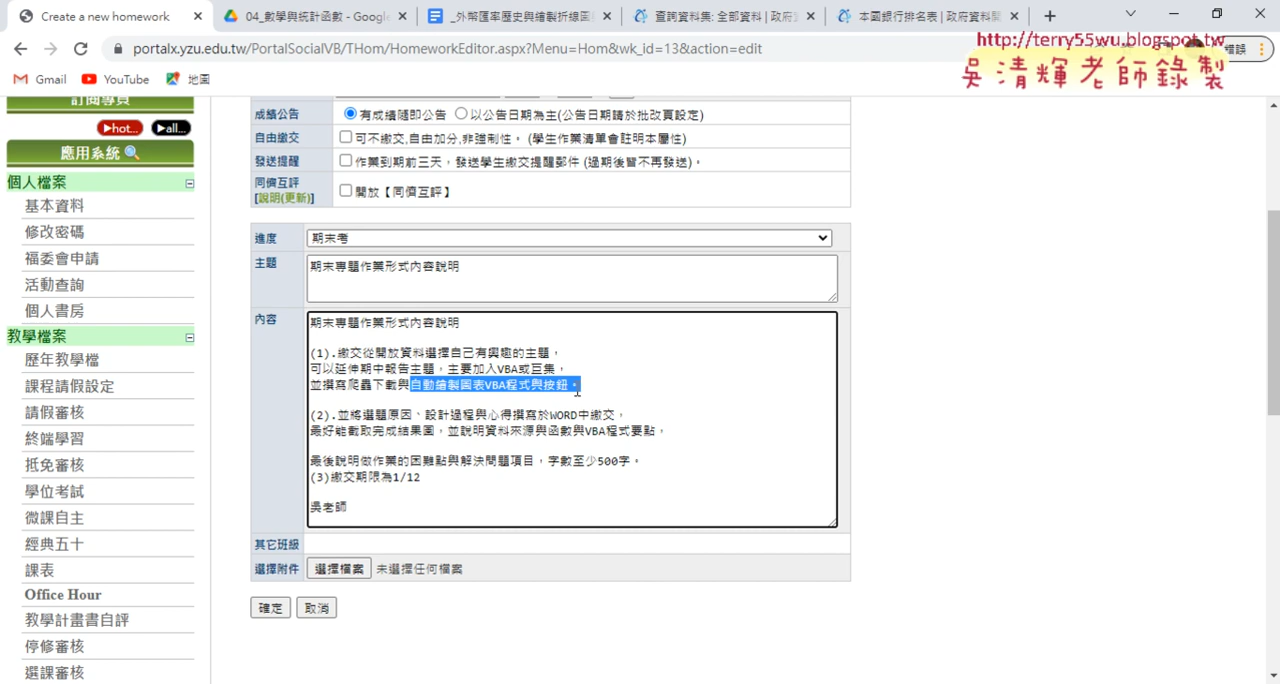 Create a new homework
04_數學與統計函數 - Google
_外幣匯率歷史與繪製折線圖
查詢資料集: 全部資料 | 政府
本國銀行排名表 | 政府資料開
portalx.yzu.edu.tw/PortalSocialVB/THom/HomeworkEditor.aspx?Menu=Hom&wk_id=13&action=edit
錯誤
http://terry55wu.blogspot.tw
吳清輝老師錄製
Gmail
YouTube
地圖
訂閱專頁
▶hot...
▶all...
應用系統
個人檔案
基本資料
修改密碼
福委會申請
活動查詢
個人書房
教學檔案
歷年教學檔
課程請假設定
請假審核
終端學習
抵免審核
學位考試
微課自主
經典五十
課表
Office Hour
教學計畫書自評
停修審核
選課審核
成績公告
有成績隨即公告 以公告日期為主(公告日期請於批改頁設定)
自由繳交
可不繳交,自由加分,非強制性。(學生作業清單會註明本屬性)
發送提醒
作業到期前三天，發送學生繳交提醒郵件 (過期後皆不再發送)。
同儕互評
[說明(更新)]
開放【同儕互評】
進度
期末考
主題
期末專題作業形式內容說明
內容
期末專題作業形式內容說明
(1).繳交從開放資料選擇自己有興趣的主題，
可以延伸期中報告主題，主要加入VBA或巨集，
並撰寫爬蟲下載與自動繪製圖表VBA程式與按鈕。
(2).並將選題原因、設計過程與心得撰寫於WORD中繳交，
最好能截取完成結果圖，並說明資料來源與函數與VBA程式要點，
最後說明做作業的困難點與解決問題項目，字數至少500字。
(3)繳交期限為1/12
吳老師
其它班級
選擇附件
選擇檔案
未選擇任何檔案
確定
取消